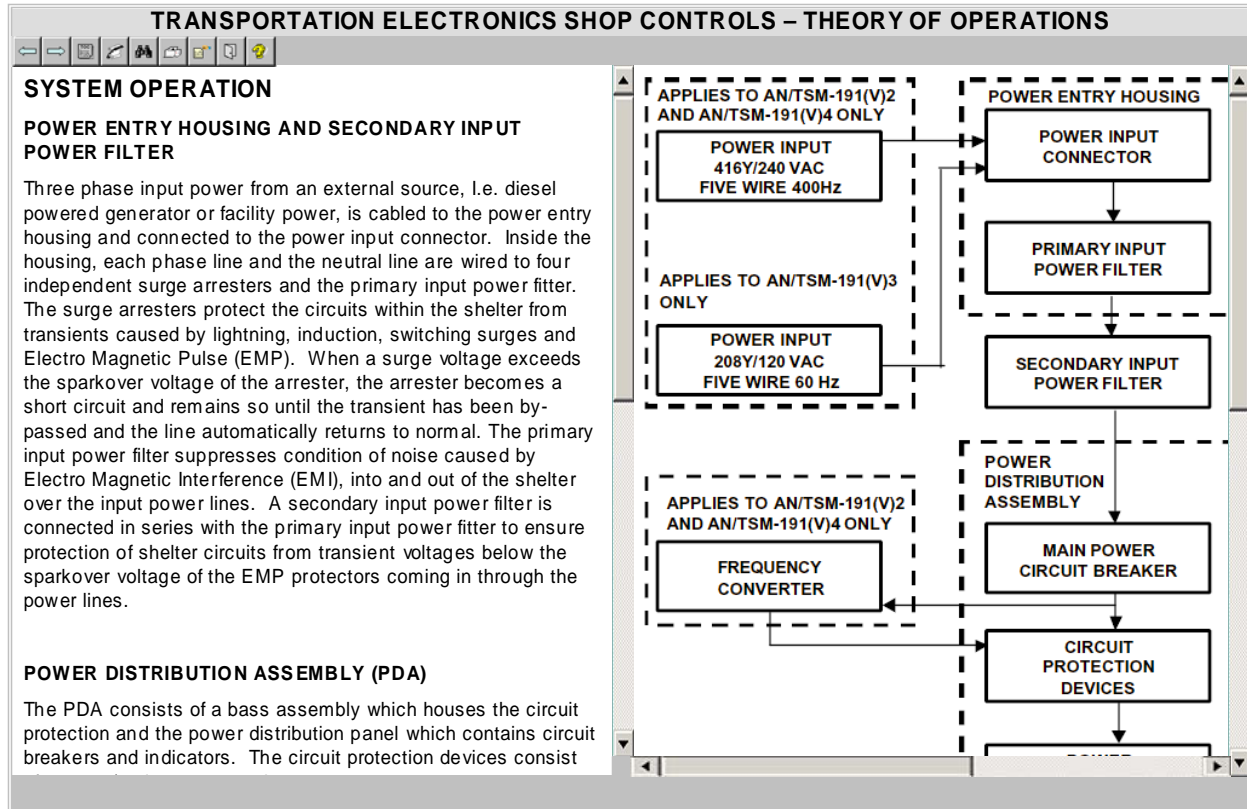 TRANSPORTATION ELECTRONICS SHOP CONTROLS – THEORY OF OPERATIONS
SYSTEM OPERATION
POWER ENTRY HOUSING AND SECONDARY INPUT
POWER FILTER
Three phase input power from an external source, I.e. diesel
powered generator or facility power, is cabled to the power entry
housing and connected to the power input connector. Inside the
housing, each phase line and the neutral line are wired to four
independent surge arresters and the primary input power fitter.
The surge arresters protect the circuits within the shelter from
transients caused by lightning, induction, switching surges and
Electro Magnetic Pulse (EMP). When a surge voltage exceeds
the sparkover voltage of the arrester, the arrester becomes a
short circuit and remains so until the transient has been by-
passed and the line automatically returns to normal. The primary
input power filter suppresses condition of noise caused by
Electro Magnetic Interference (EMI), into and out of the shelter
over the input power lines. A secondary input power filter is
connected in series with the primary input power fitter to ensure
protection of shelter circuits from transient voltages below the
sparkover voltage of the EMP protectors coming in through the
power lines.
POWER DISTRIBUTION ASSEMBLY (PDA)
The PDA consists of a bass assembly which houses the circuit
protection and the power distribution panel which contains circuit
breakers and indicators. The circuit protection devices consist
APPLIES TO AN/TSM-191(V)2
AND AN/TSM-191(V)4 ONLY
POWER INPUT
416Y/240 VAC
FIVE WIRE 400Hz
APPLIES TO AN/TSM-191(V)3
ONLY
POWER INPUT
208Y/120 VAC
FIVE WIRE 60 Hz
APPLIES TO AN/TSM-191(V)2
AND AN/TSM-191(V)4 ONLY
FREQUENCY
CONVERTER
POWER ENTRY HOUSING
POWER INPUT
CONNECTOR
PRIMARY INPUT
POWER FILTER
SECONDARY INPUT
POWER FILTER
POWER
DISTRIBUTION
ASSEMBLY
MAIN POWER
CIRCUIT BREAKER
CIRCUIT
PROTECTION
DEVICES
POWER